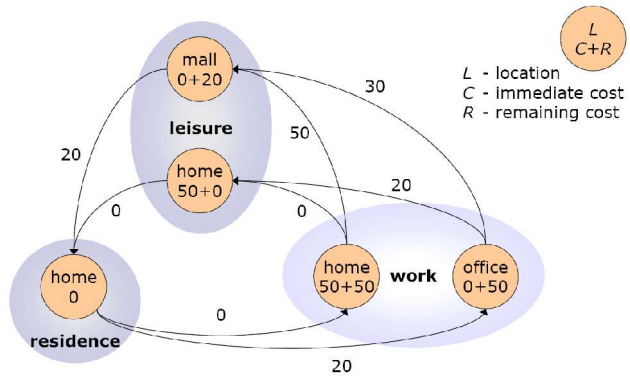 L
C+R
L - location
C - immediate cost
R - remaining cost
mall
0+20
leisure
home
50+0
30
50
20
20
0
0
home
0
residence
home
50+50
work
office
0+50
0
20